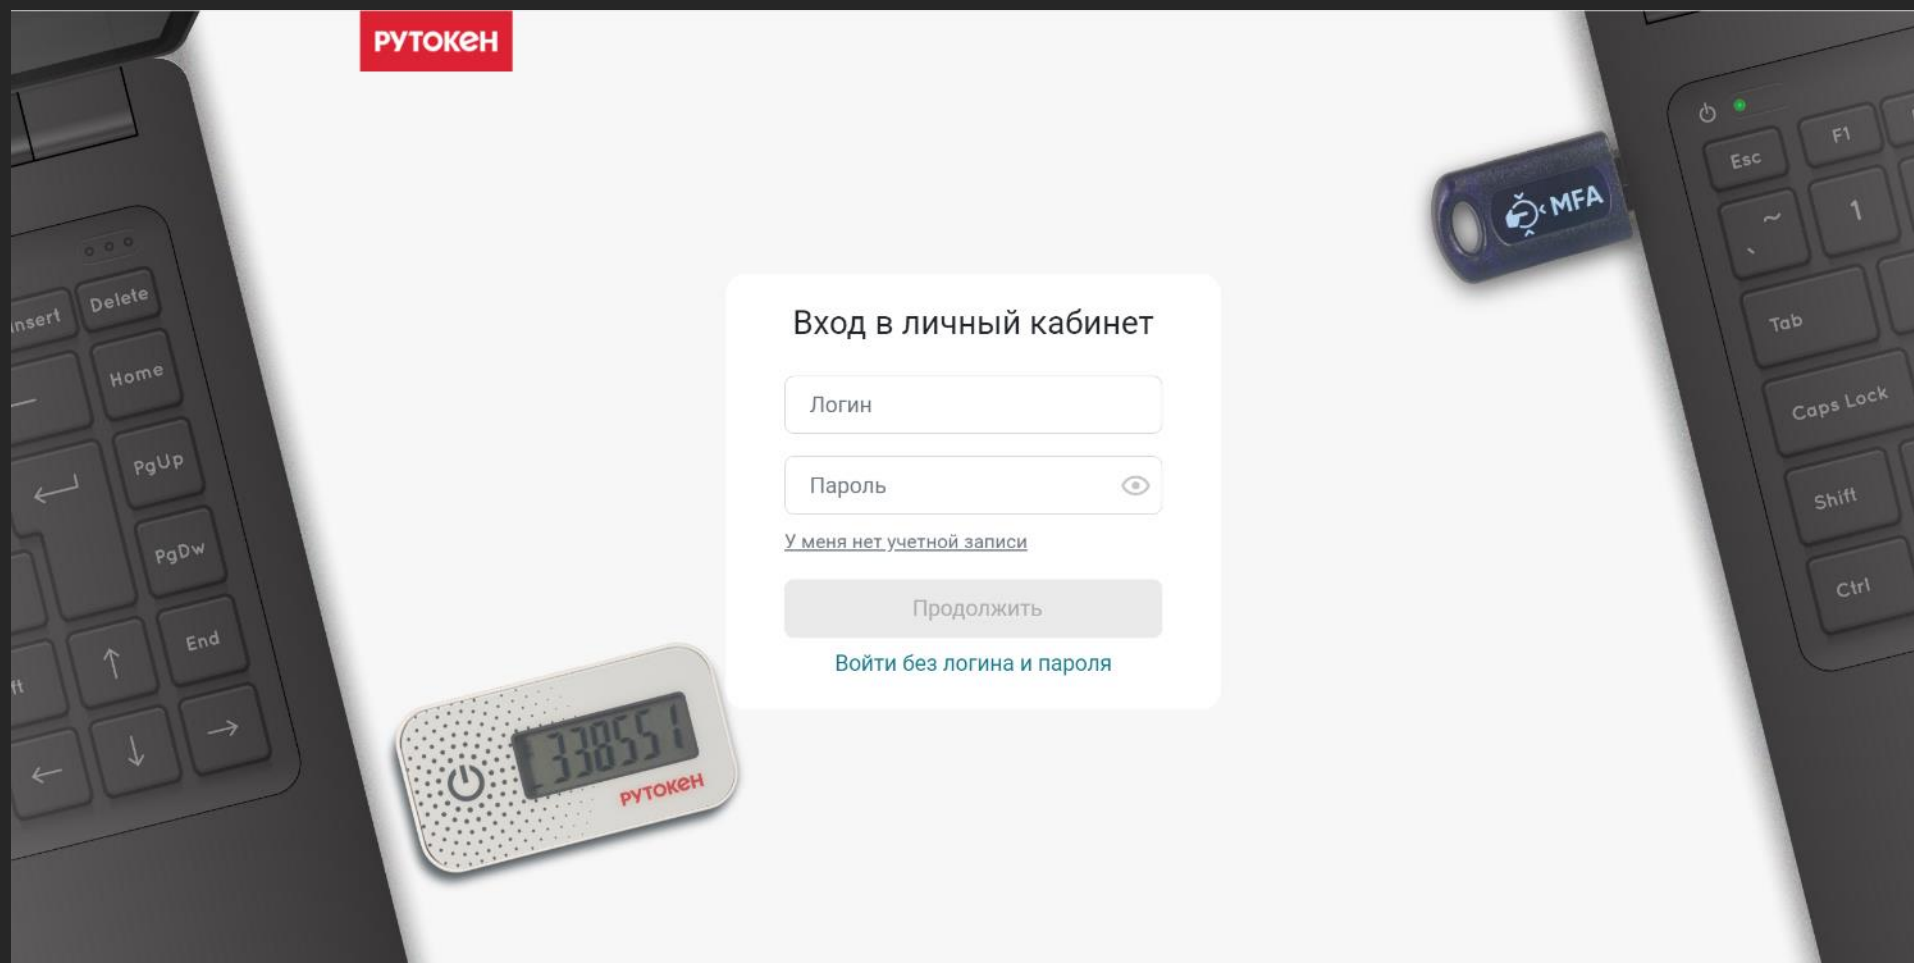 РУТОКЕН
MFA
Esc
F1
~
1
`
Tab
Caps Lock
Shift
Ctrl
Delete
Home
PgUp
PgDw
End
Вход в личный кабинет
Логин
Пароль
У меня нет учетной записи
Продолжить
Войти без логина и пароля
338551
РУТОКЕН